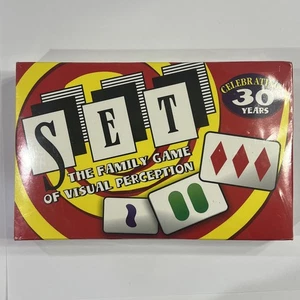 CELEBRATING
30
YEARS
SET
THE FAMILY GAME
OF VISUAL PERCEPTION